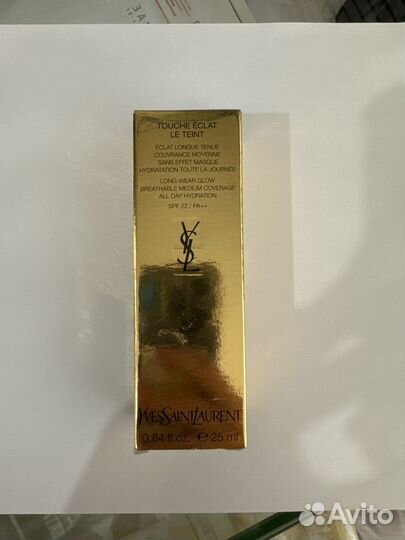 TOUCHE ÉCLAT
LE TEINT
ÉCLAT LONGUE TENUE
COUVRANCE MOYENNE
SANS EFFET MASQUE
HYDRATATION TOUTE LA JOURNÉE
LONG WEAR GLOW
BREATHABLE MEDIUM COVERAGE
ALL DAY HYDRATION
SPF 22 / PA++
YSL
YVESSAINTLAURENT
0.84 fl.oz. ℮ 25 ml
Avito